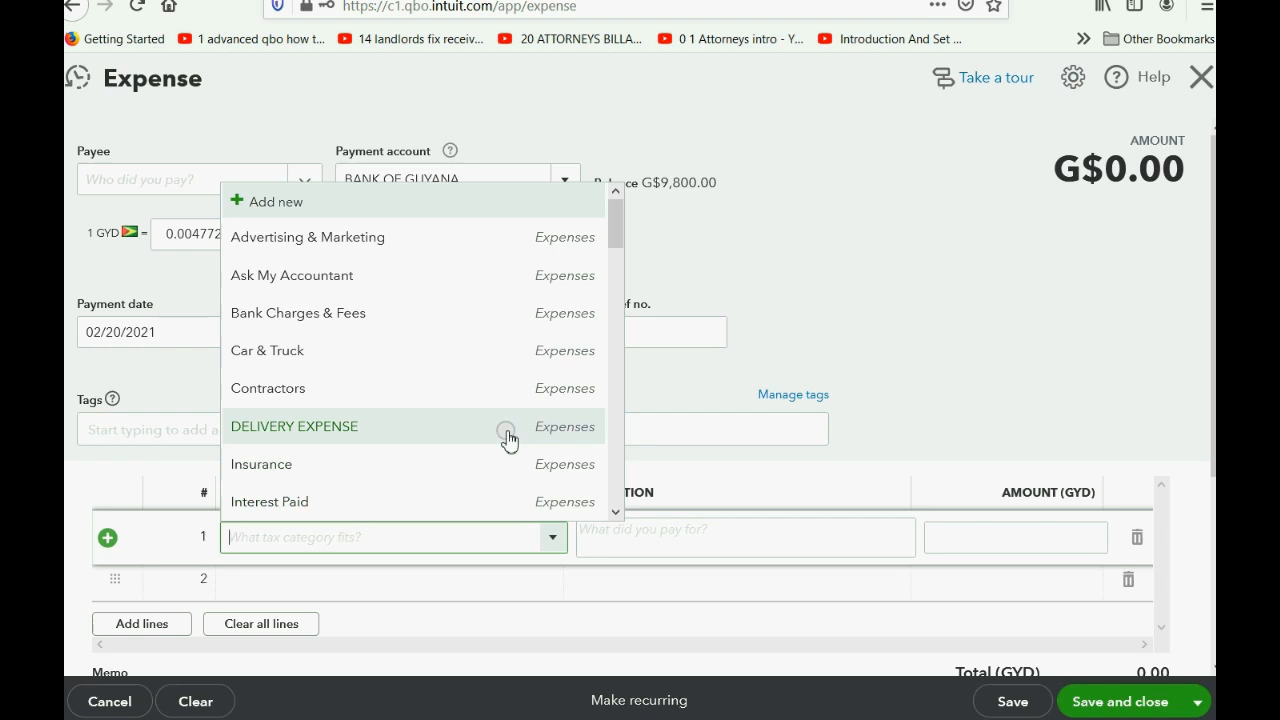 https://c1.qbo.intuit.com/app/expense
Getting Started
1 advanced qbo how t...
14 landlords fix receiv...
20 ATTORNEYS BILLA...
0 1 Attorneys intro - Y...
Introduction And Set ...
Other Bookmarks
Expense
Take a tour
Help
Payee
Payment account
AMOUNT
Who did you pay?
BANK OF GUYANA
G$9,800.00
G$0.00
Add new
1 GYD = 0.004772
Advertising & Marketing Expenses
Ask My Accountant Expenses
Payment date
Bank Charges & Fees Expenses
02/20/2021
Car & Truck Expenses
Contractors Expenses
Tags
Manage tags
Start typing to add a
DELIVERY EXPENSE Expenses
Insurance Expenses
Interest Paid Expenses
# TION AMOUNT (GYD)
1 What tax category fits? What did you pay for?
2
Add lines Clear all lines
Memo Total (GYD) 0.00
Cancel Clear Make recurring Save Save and close